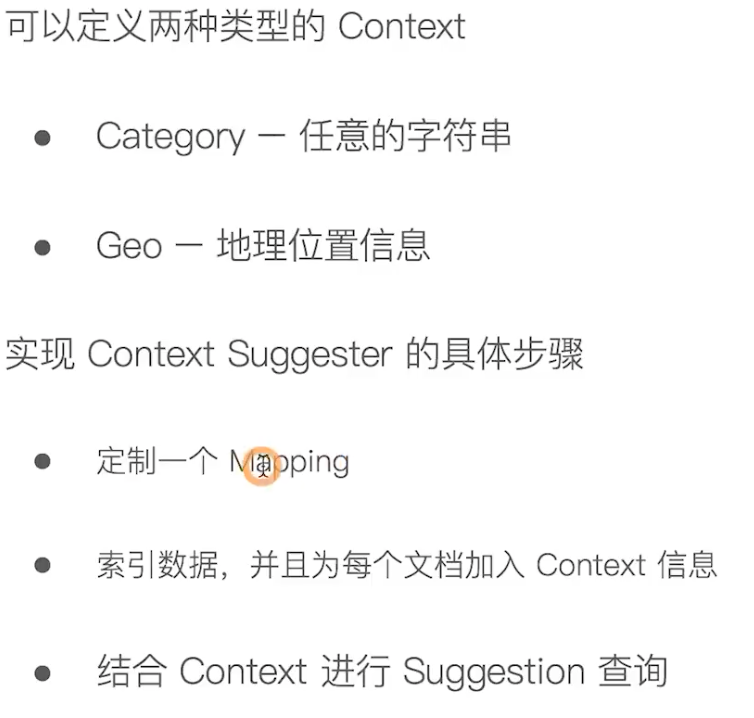 可以定义两种类型的 Context
● Category — 任意的字符串
● Geo — 地理位置信息
实现 Context Suggester 的具体步骤
● 定制一个 Mapping
● 索引数据，并且为每个文档加入 Context 信息
● 结合 Context 进行 Suggestion 查询